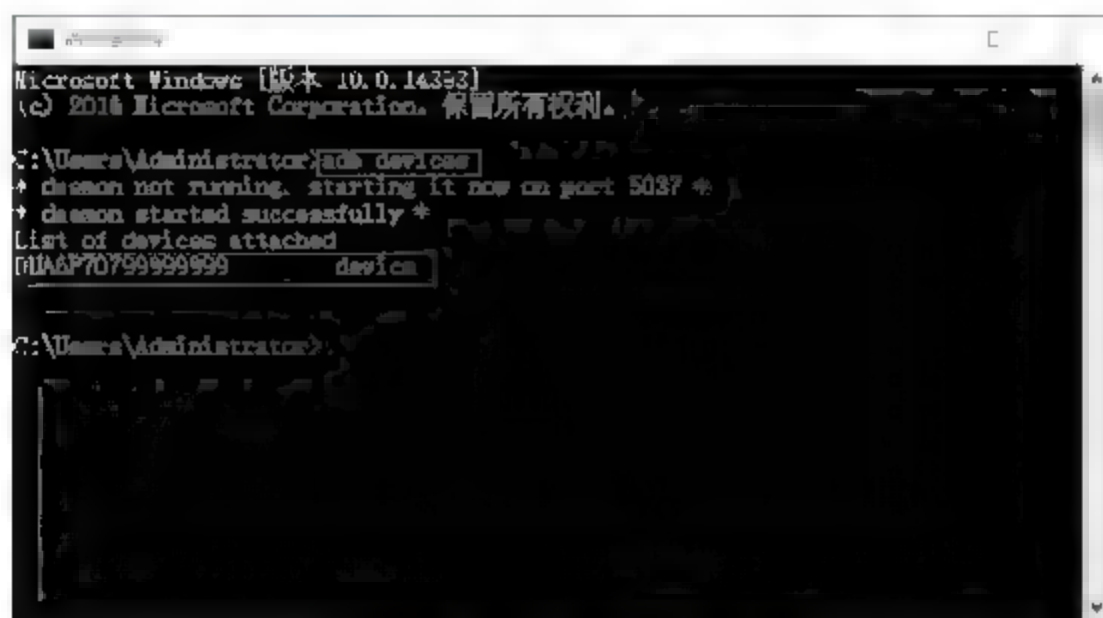 Microsoft Windows [版本 10.0.14393]
(c) 2016 Microsoft Corporation。保留所有权利。
C:\Users\Administrator>adb devices
* daemon not running. starting it now on port 5037 *
* daemon started successfully *
List of devices attached
device
C:\Users\Administrator>